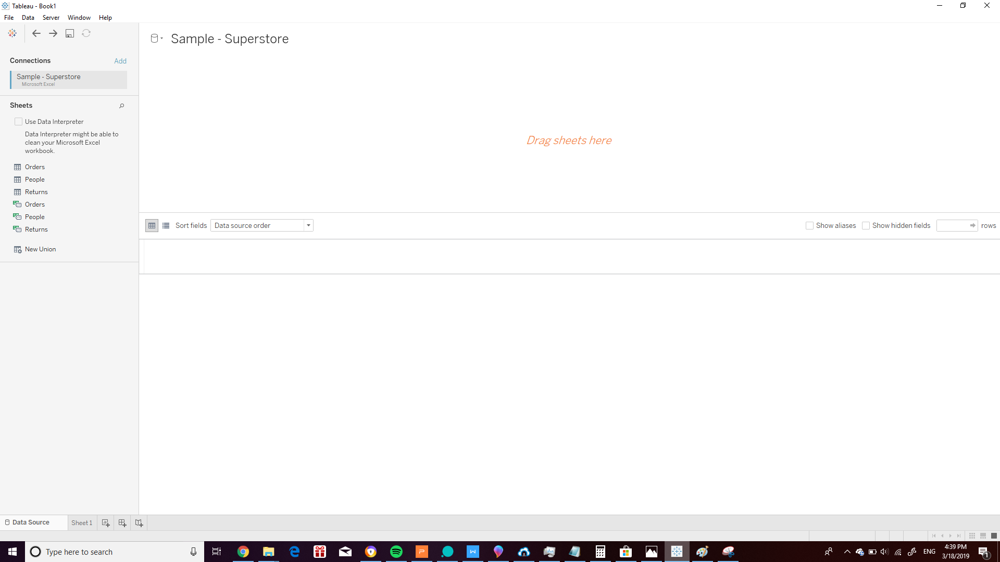 Tableau - Book1
File Data Server Window Help
Sample - Superstore
Connections Add
Sample - Superstore
Microsoft Excel
Sheets
Use Data Interpreter
Data Interpreter might be able to
clean your Microsoft Excel
workbook.
Drag sheets here
Orders
People
Returns
Orders
People
Returns
New Union
Sort fields Data source order Show aliases Show hidden fields rows
Data Source Sheet 1
Type here to search
ENG
4:39 PM
3/18/2019
1